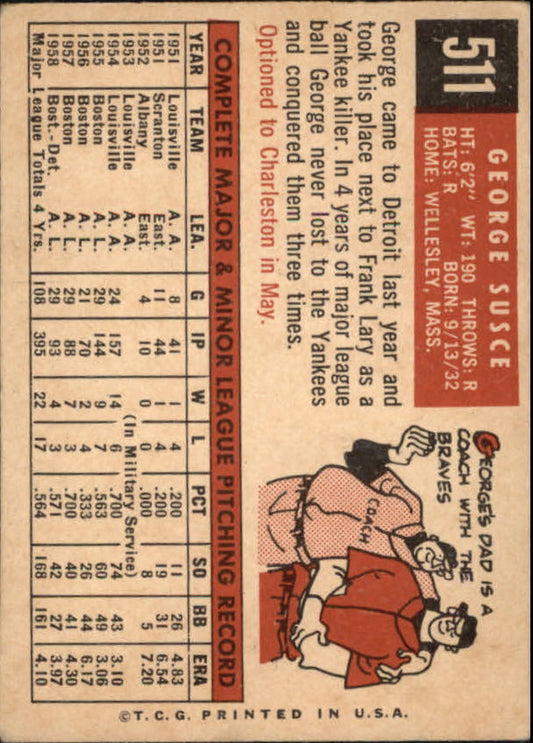 511
GEORGE SUSCE
HT: 6'2" WT: 190 THROWS: R
BATS: R BORN: 9/13/32
HOME: WELLESLEY, MASS.
George came to Detroit last year and
took his place next to Frank Lary as a
Yankee killer. In 4 years of major league
ball George never lost to the Yankees
and conquered them three times.
Optioned to Charleston in May.
GEORGE'S DAD IS A
COACH WITH THE
BRAVES
COACH
COMPLETE MAJOR & MINOR LEAGUE PITCHING RECORD
YEAR TEAM LEA. G IP W L PCT SO BB ERA
1951 Louisville A. A. 8 41 1 4 .200 11 26 4.83
1951 Scranton East. 11 44 1 4 .200 19 31 6.54
1952 Albany East. 4 10 0 0 .000 8 5 7.20
1953 Louisville A. A. (In Military Service)
1954 Louisville A. A. 24 157 14 6 .700 74 43 3.10
1955 Boston A. L. 29 144 9 7 .563 60 49 3.06
1956 Boston A. L. 21 70 2 4 .333 26 44 6.17
1957 Boston A. L. 29 88 7 3 .700 40 41 4.30
1958 Bost.-Det. A. L. 29 93 4 3 .571 42 27 3.97
Major League Totals 4 Yrs. 108 395 22 17 .564 168 161 4.10
© T.C.G. PRINTED IN U.S.A.